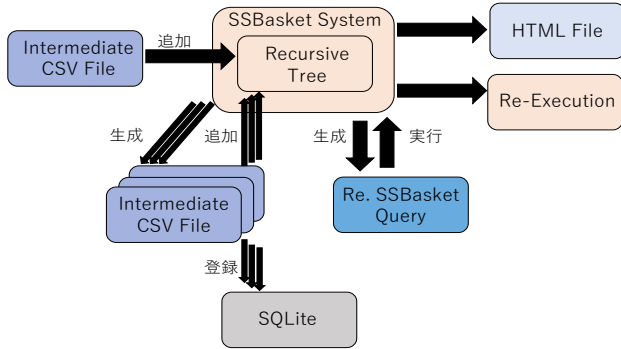 SSBasket System
HTML File
追加
Intermediate
CSV File
Recursive
Tree
Re-Execution
生成
追加
生成
実行
Intermediate
CSV File
Re. SSBasket
Query
登録
SQLite